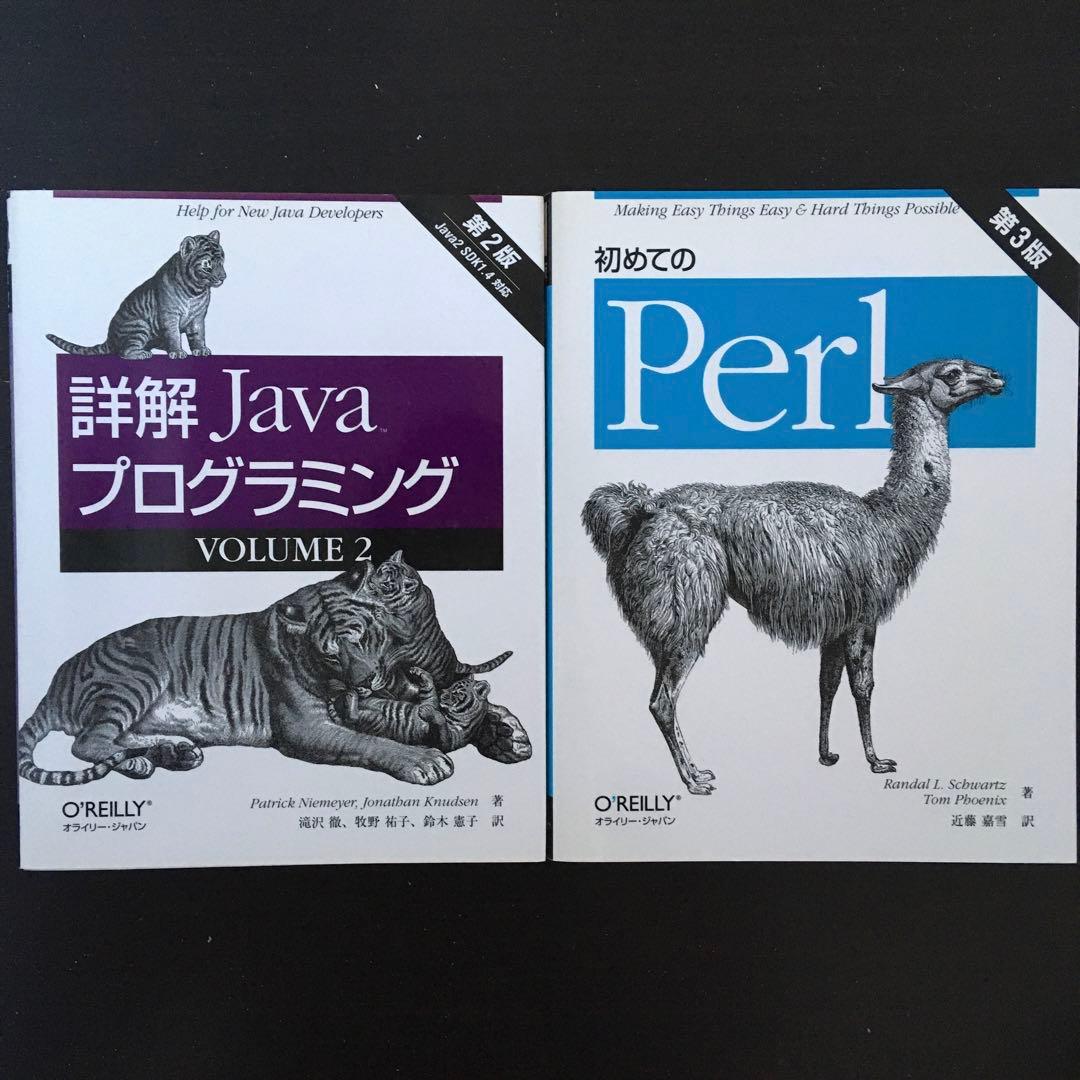 Help for New Java Developers
第2版
Java2 SDK1.4 対応
詳解 Java™
プログラミング
VOLUME 2
O'REILLY®
オライリー・ジャパン
Patrick Niemeyer, Jonathan Knudsen 著
滝沢 徹、牧野 祐子、鈴木 憲子 訳
Making Easy Things Easy & Hard Things Possible
第3版
初めての
Perl
O'REILLY®
オライリー・ジャパン
Randal L. Schwartz
Tom Phoenix 著
近藤 嘉雪 訳